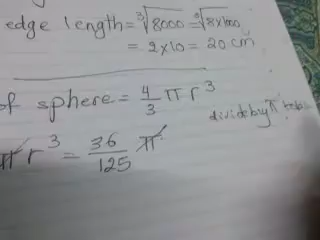 edge length = ∛8000 = ∛8×1000
= 2×10 = 20 cm
of sphere = 4/3 π r³
divide by π
π r³ = 36/125 π